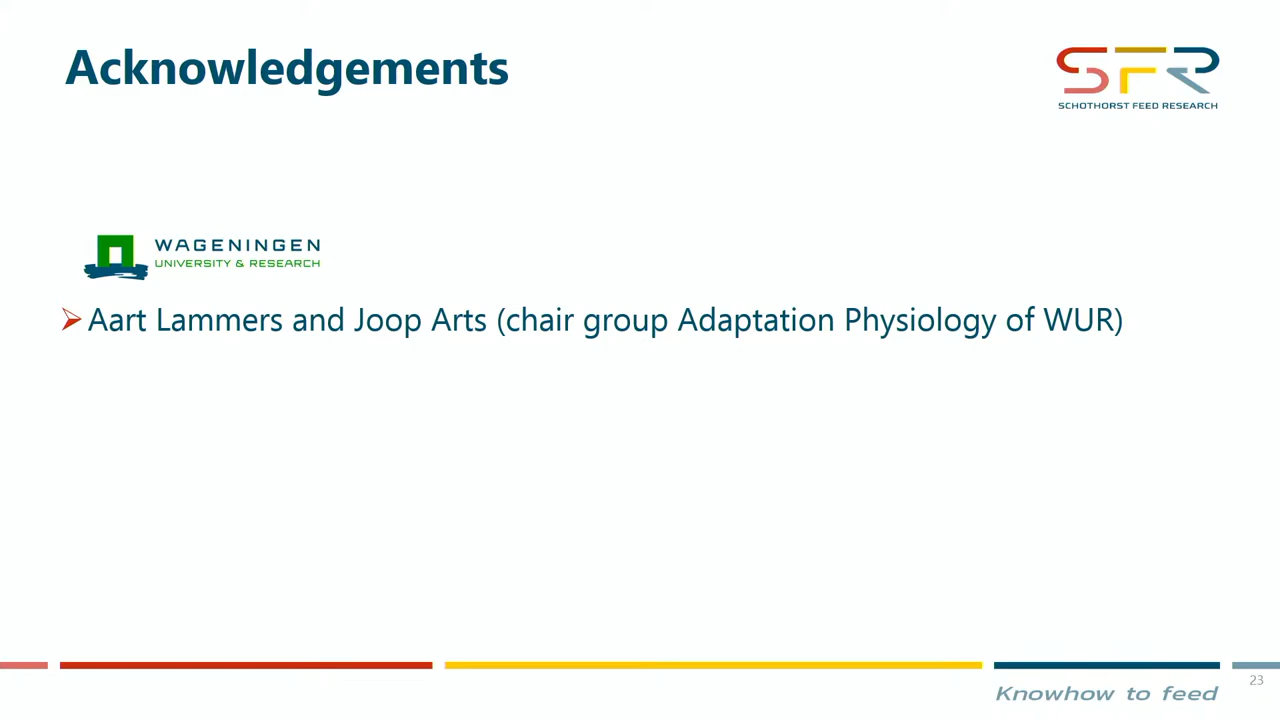 Acknowledgements
SFR
SCHOTHORST FEED RESEARCH
WAGENINGEN
UNIVERSITY & RESEARCH
Aart Lammers and Joop Arts (chair group Adaptation Physiology of WUR)
23
Knowhow to feed